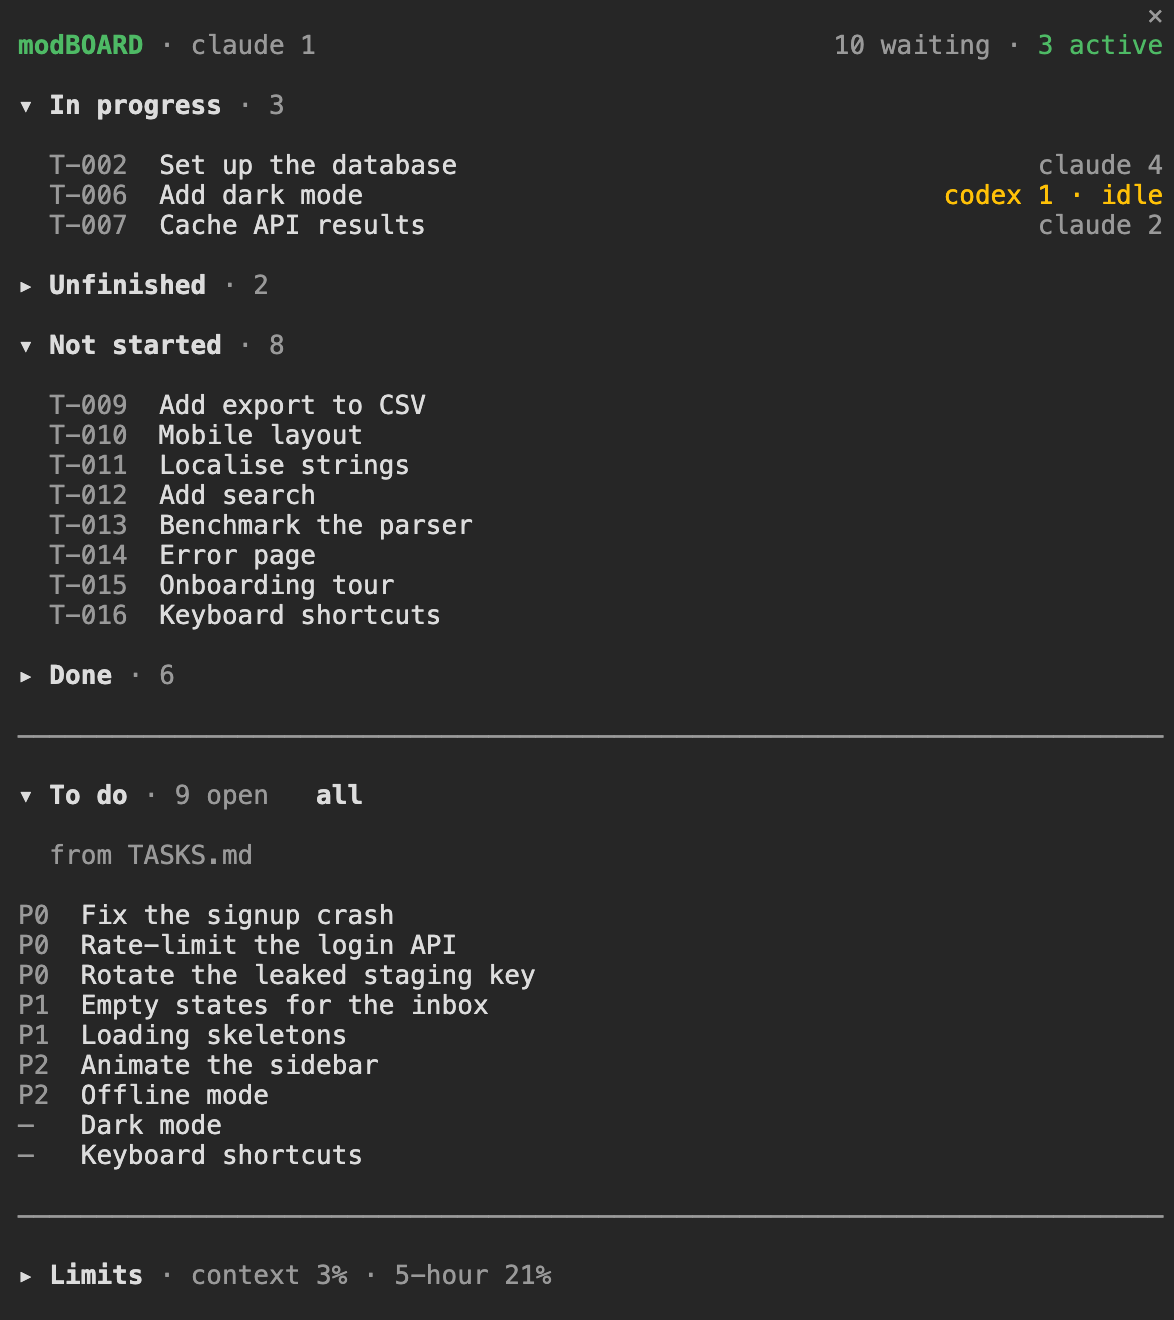 ×
modBOARD · claude 1 10 waiting · 3 active
▼ In progress · 3
T-002 Set up the database claude 4
T-006 Add dark mode codex 1 · idle
T-007 Cache API results claude 2
▶ Unfinished · 2
▼ Not started · 8
T-009 Add export to CSV
T-010 Mobile layout
T-011 Localise strings
T-012 Add search
T-013 Benchmark the parser
T-014 Error page
T-015 Onboarding tour
T-016 Keyboard shortcuts
▶ Done · 6
▼ To do · 9 open all
from TASKS.md
P0 Fix the signup crash
P0 Rate-limit the login API
P0 Rotate the leaked staging key
P1 Empty states for the inbox
P1 Loading skeletons
P2 Animate the sidebar
P2 Offline mode
– Dark mode
– Keyboard shortcuts
▶ Limits · context 3% · 5-hour 21%